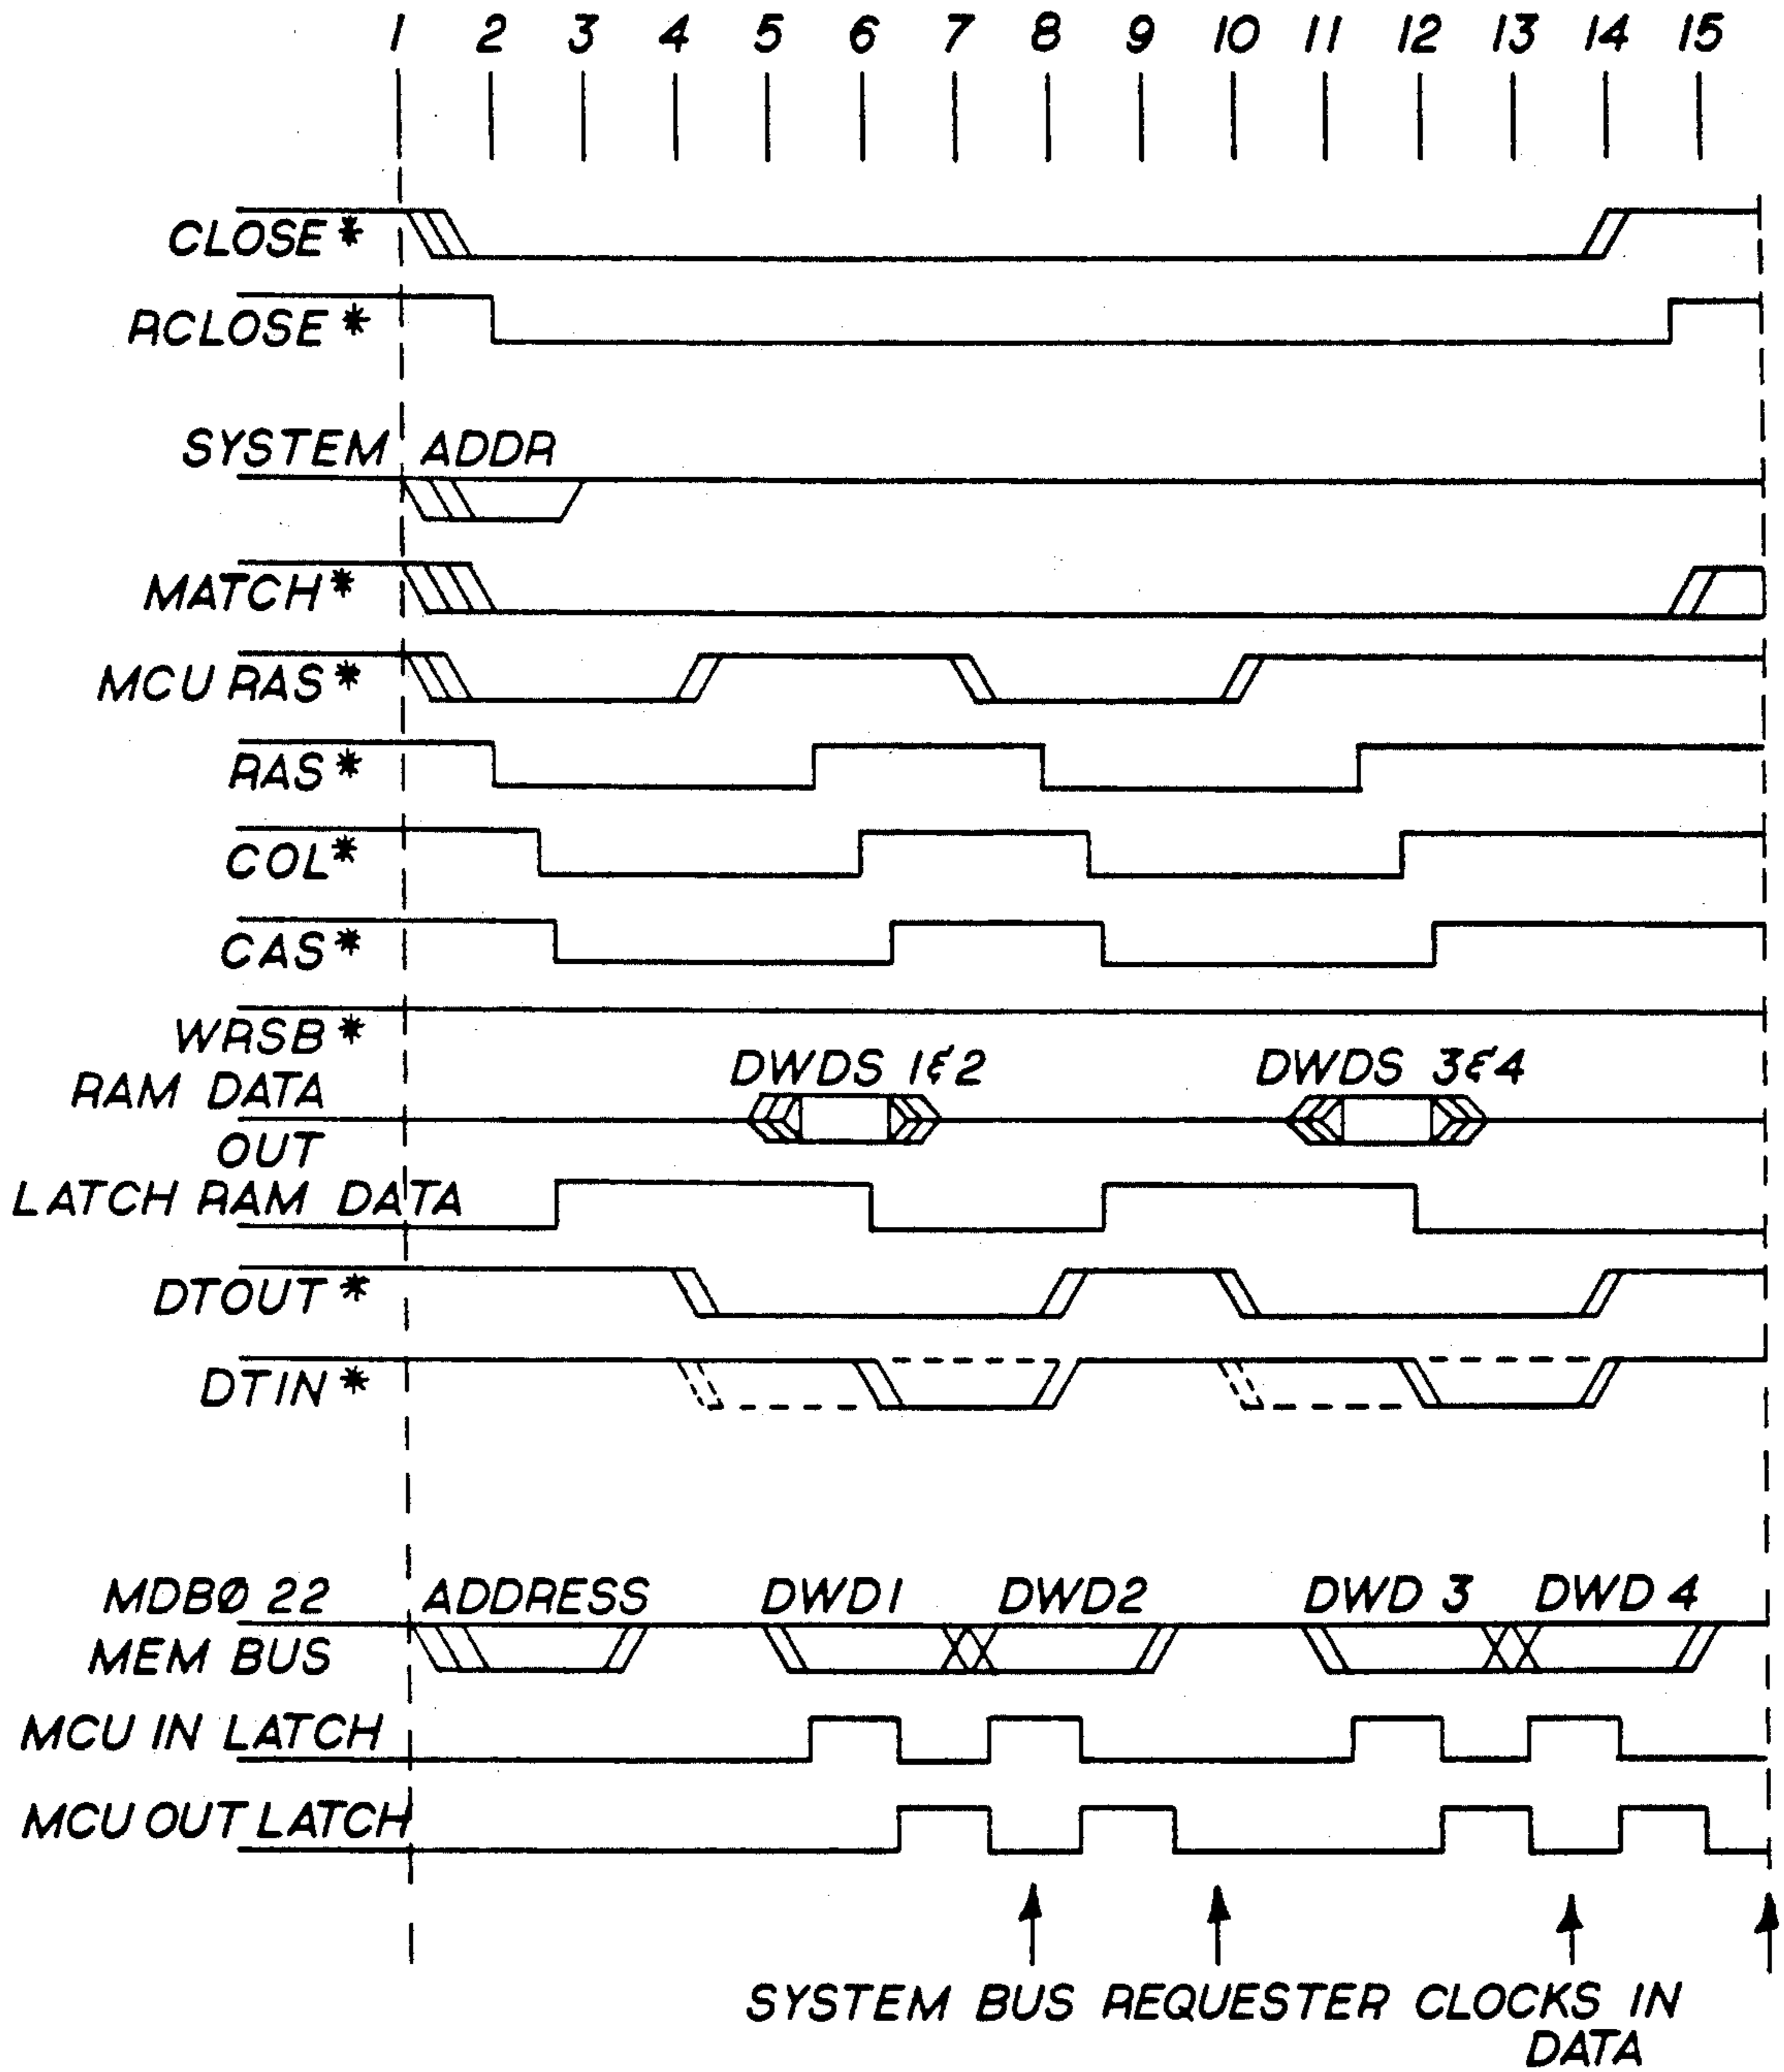 1 2 3 4 5 6 7 8 9 10 11 12 13 14 15
CLOSE*
RCLOSE*
SYSTEM ADDR
MATCH*
MCU RAS*
RAS*
COL*
CAS*
WRSB*
DWDS 1&2 DWDS 3&4
RAM DATA
OUT
LATCH RAM DATA
DTOUT*
DTIN*
MDBØ 22 ADDRESS DWD1 DWD2 DWD 3 DWD 4
MEM BUS
MCU IN LATCH
MCU OUT LATCH
SYSTEM BUS REQUESTER CLOCKS IN
DATA